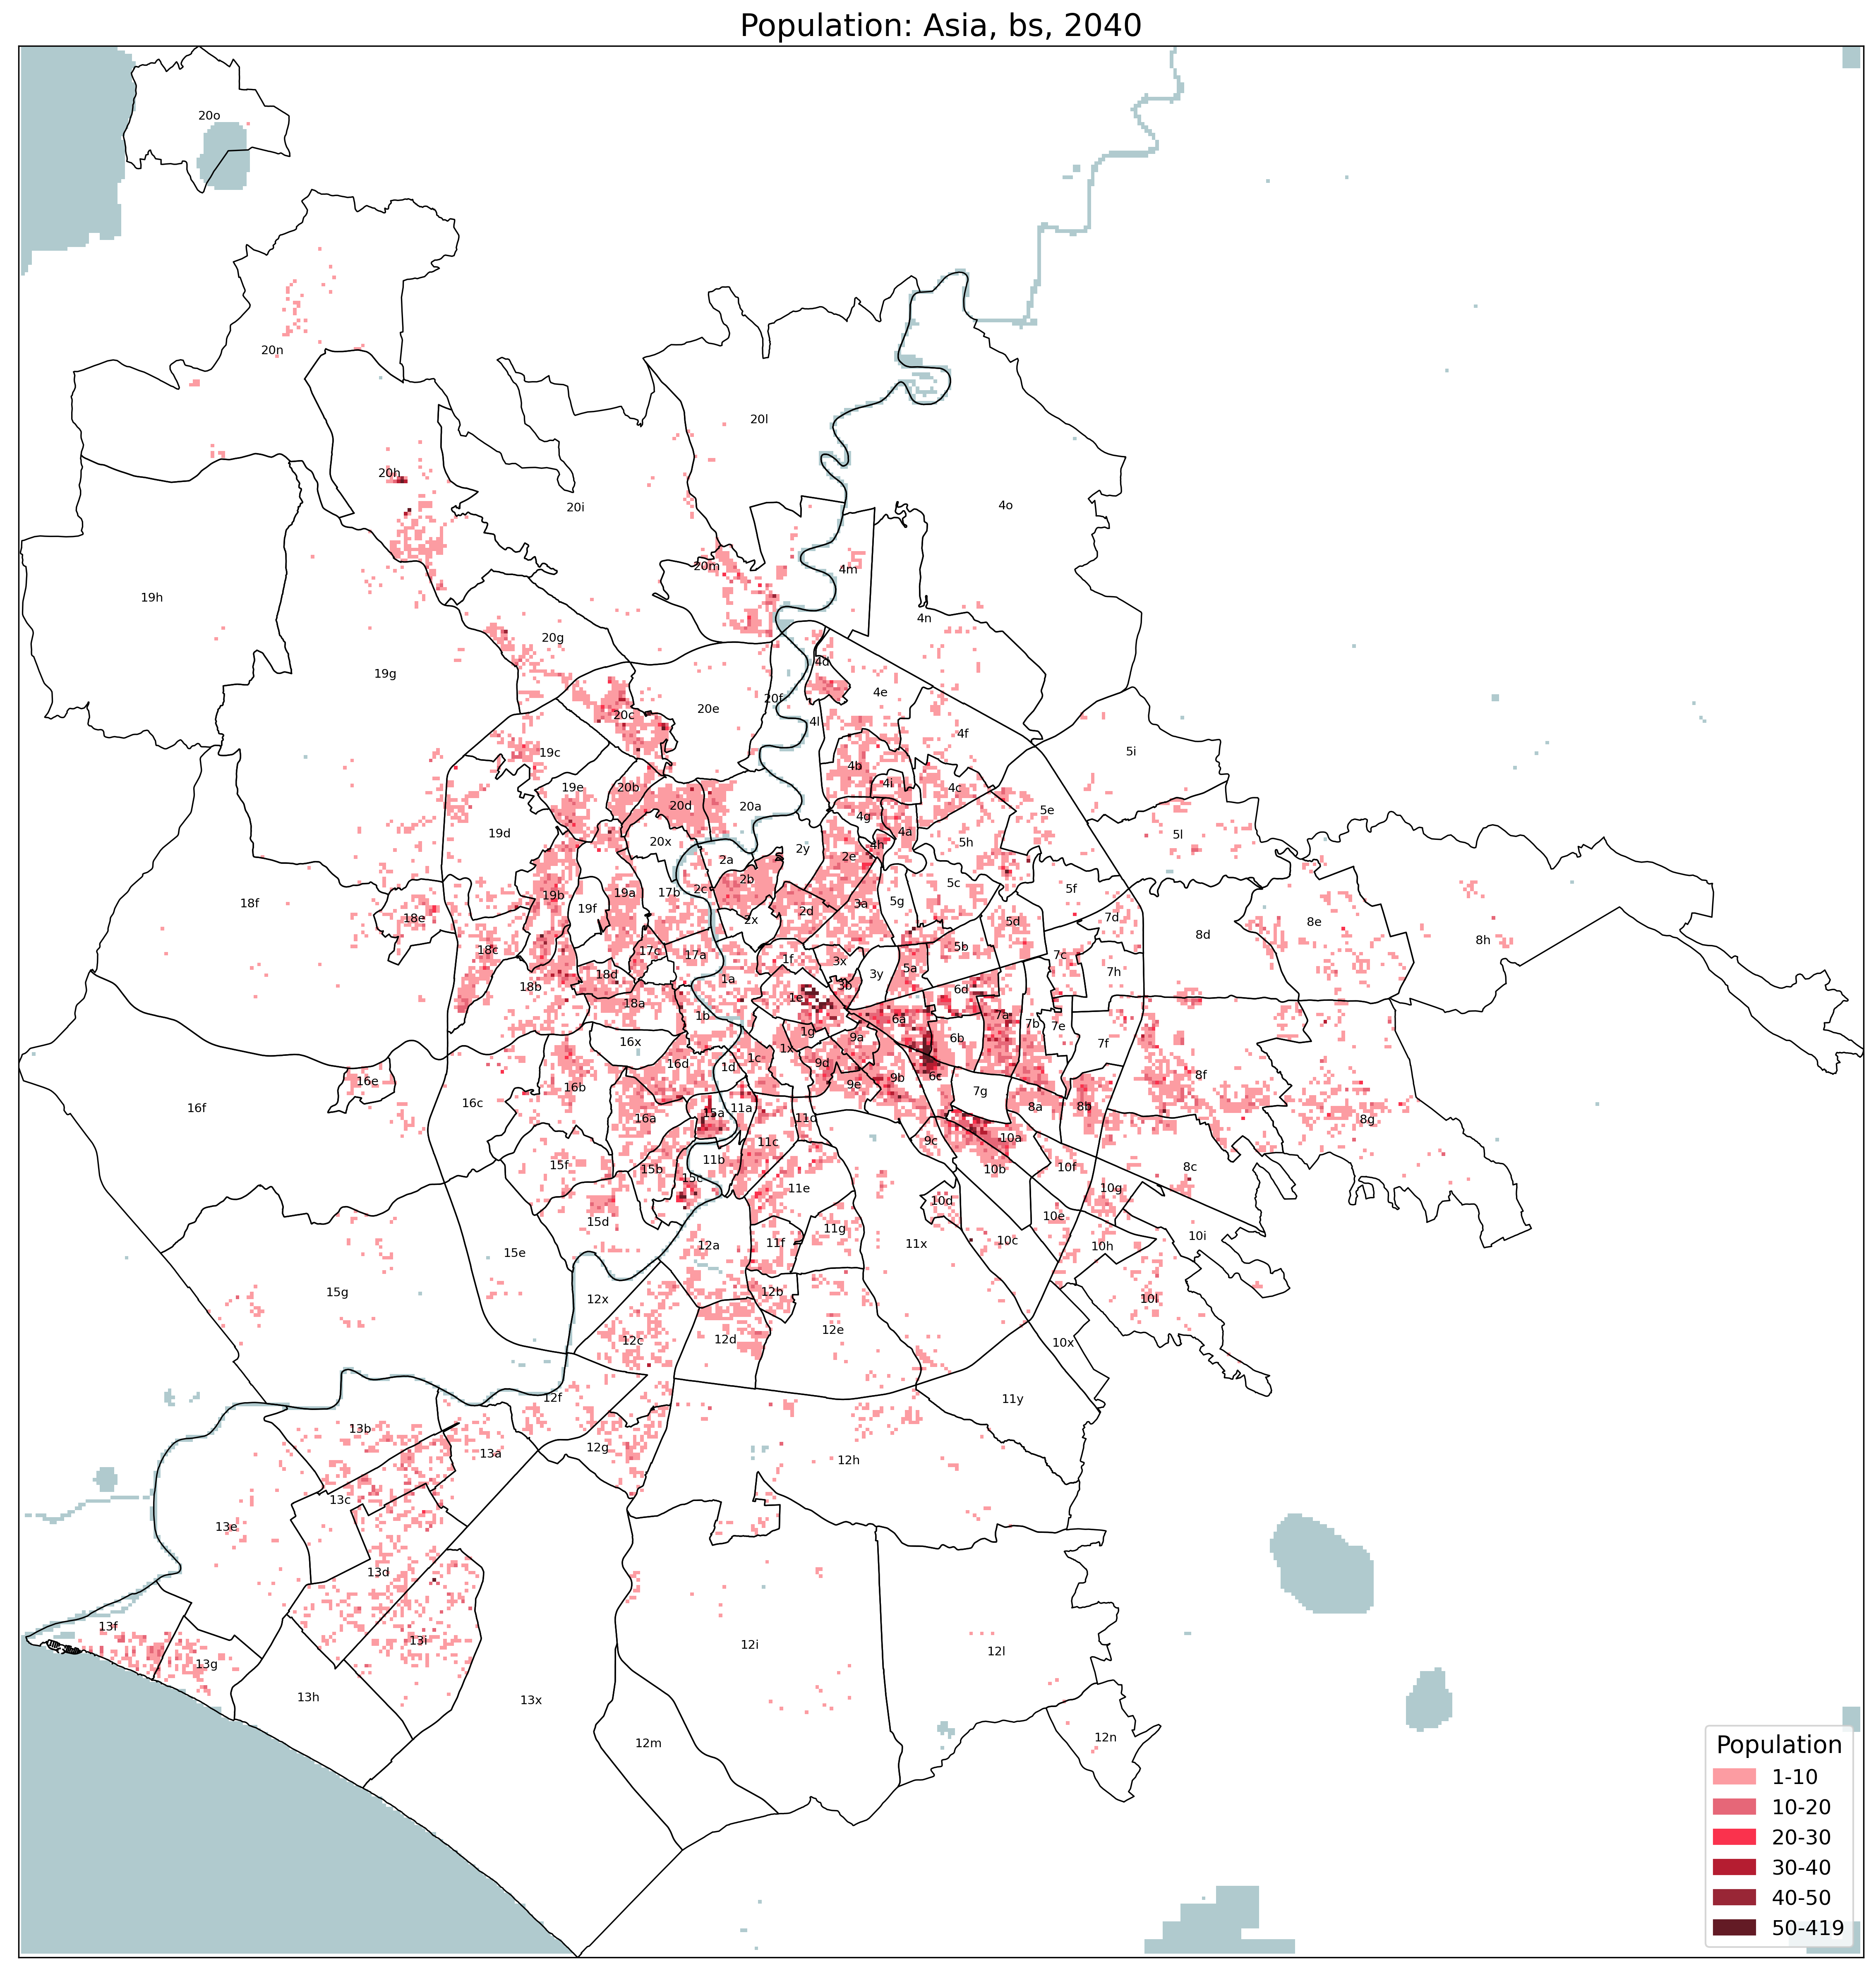 Population: Asia, bs, 2040
20o
20n
20l
20h
20i
4o
20m
4m
19h
4n
20g
4d
19g
4e
20f
20e
20c
4l
4f
19c
5i
4b
4i
19e
20b
4c
20d
20a
5e
4g
19d
4a
5l
20x
4h
5h
2y
2a
2e
2b
5c
2c
5f
19b
19a
17b
18f
19f
3a
5g
2d
18e
2x
7d
5d
8e
8d
8h
18c
17c
5b
17a
7c
1f
3x
5a
18d
3y
7h
1a
18b
3b
6d
1e
18a
1b
7a
6a
7b
7e
1g
9a
6b
16x
7f
1x
1c
16d
9d
1d
8f
6c
9b
16e
9e
16b
7g
16c
16f
11a
8a
8b
15a
16a
11d
8g
10a
9c
11c
11b
15f
10f
8c
15b
10b
15c
11e
10g
10d
10e
15d
11g
10i
10c
11x
11f
12a
10h
15e
15g
12b
12x
10l
12e
12d
12c
10x
12f
11y
13b
12g
13a
12h
13c
13e
13d
13f
13i
12i
12l
13g
13h
13x
12n
12m
Population
1-10
10-20
20-30
30-40
40-50
50-419